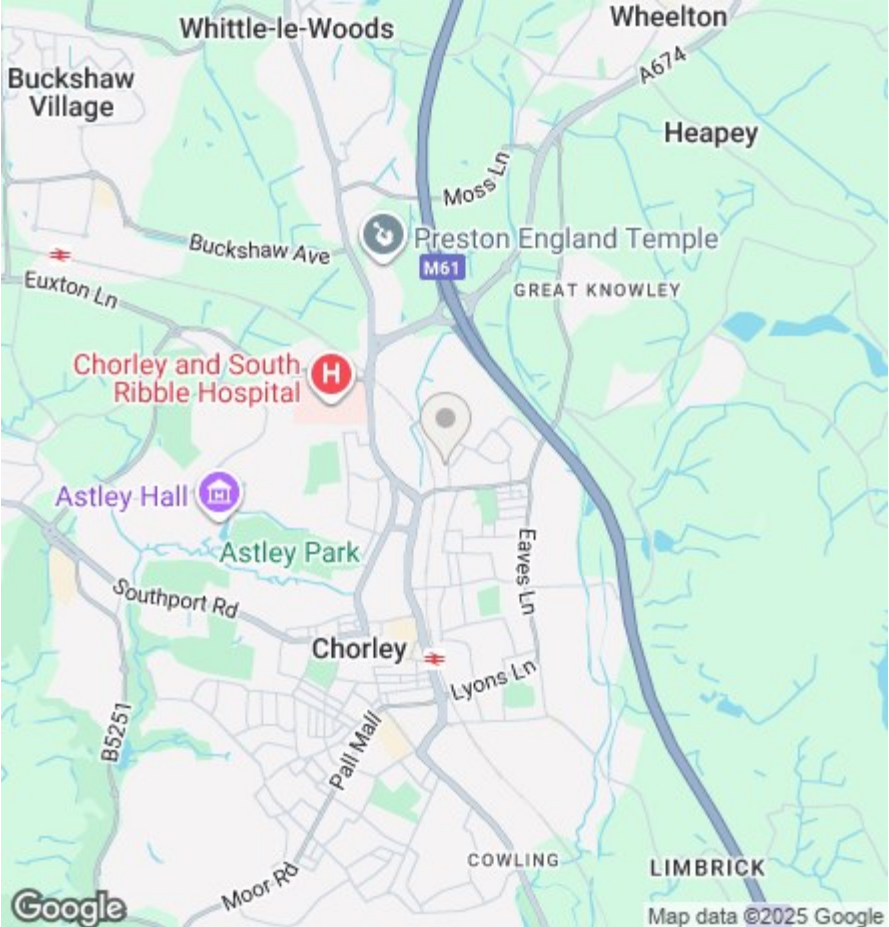 Whittle-le-Woods
Wheelton
A674
Buckshaw
Village
Heapey
Moss Ln
Buckshaw Ave
Preston England Temple
M61
Euxton Ln
GREAT KNOWLEY
Chorley and South
Ribble Hospital
H
Astley Hall
Astley Park
Eaves Ln
Southport Rd
Chorley
Lyons Ln
B5251
Pall Mall
COWLING
LIMBRICK
Moor Rd
Google
Map data ©2025 Google